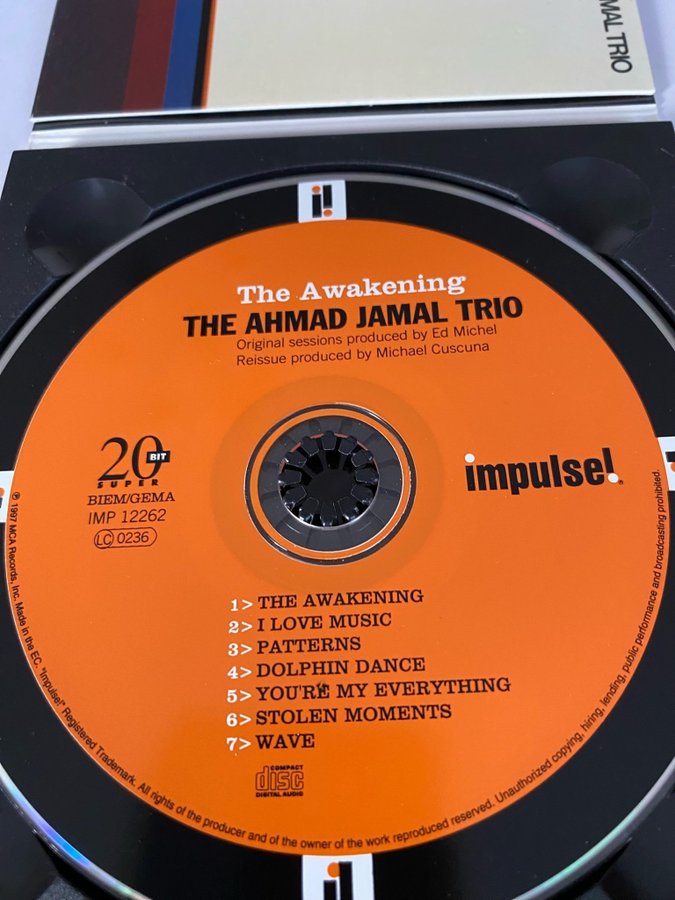 MAL TRIO
The Awakening
THE AHMAD JAMAL TRIO
Original sessions produced by Ed Michel
Reissue produced by Michael Cuscuna
20 BIT
SUPER
BIEM/GEMA
IMP 12262
LC 0236
impulse!®
1> THE AWAKENING
2> I LOVE MUSIC
3> PATTERNS
4> DOLPHIN DANCE
5> YOU'RE MY EVERYTHING
6> STOLEN MOMENTS
7> WAVE
COMPACT
disc
DIGITAL AUDIO
℗ 1997 MCA Records, Inc. Made in the EC. "Impulse!" Registered Trademark. All rights of the producer and of the owner of the work reproduced reserved. Unauthorized copying, hiring, lending, public performance and broadcasting prohibited.